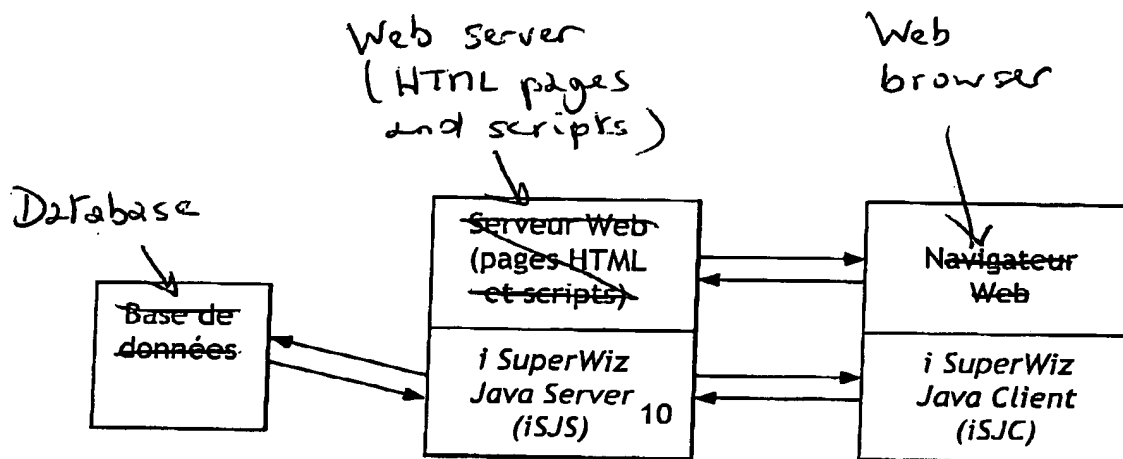 Web server
(HTML pages
and scripts)
Web
browser
Database
Serveur Web
(pages HTML
et scripts)
Navigateur
Web
Base de
données
i SuperWiz
Java Server
(iSJS)
10
i SuperWiz
Java Client
(iSJC)